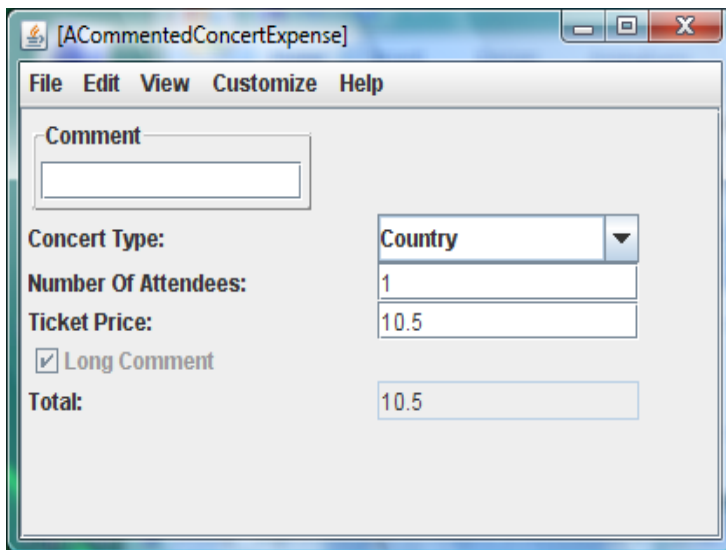 [ACommentedConcertExpense]
File Edit View Customize Help
Comment
Concert Type: Country
Number Of Attendees: 1
Ticket Price: 10.5
Long Comment
Total: 10.5